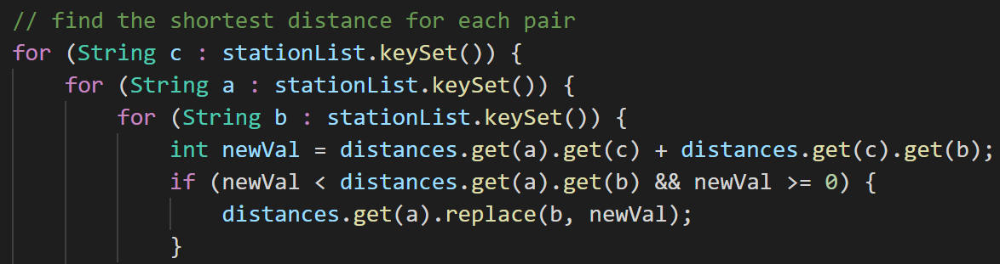 // find the shortest distance for each pair
for (String c : stationList.keySet()) {
    for (String a : stationList.keySet()) {
        for (String b : stationList.keySet()) {
            int newVal = distances.get(a).get(c) + distances.get(c).get(b);
            if (newVal < distances.get(a).get(b) && newVal >= 0) {
                distances.get(a).replace(b, newVal);
            }